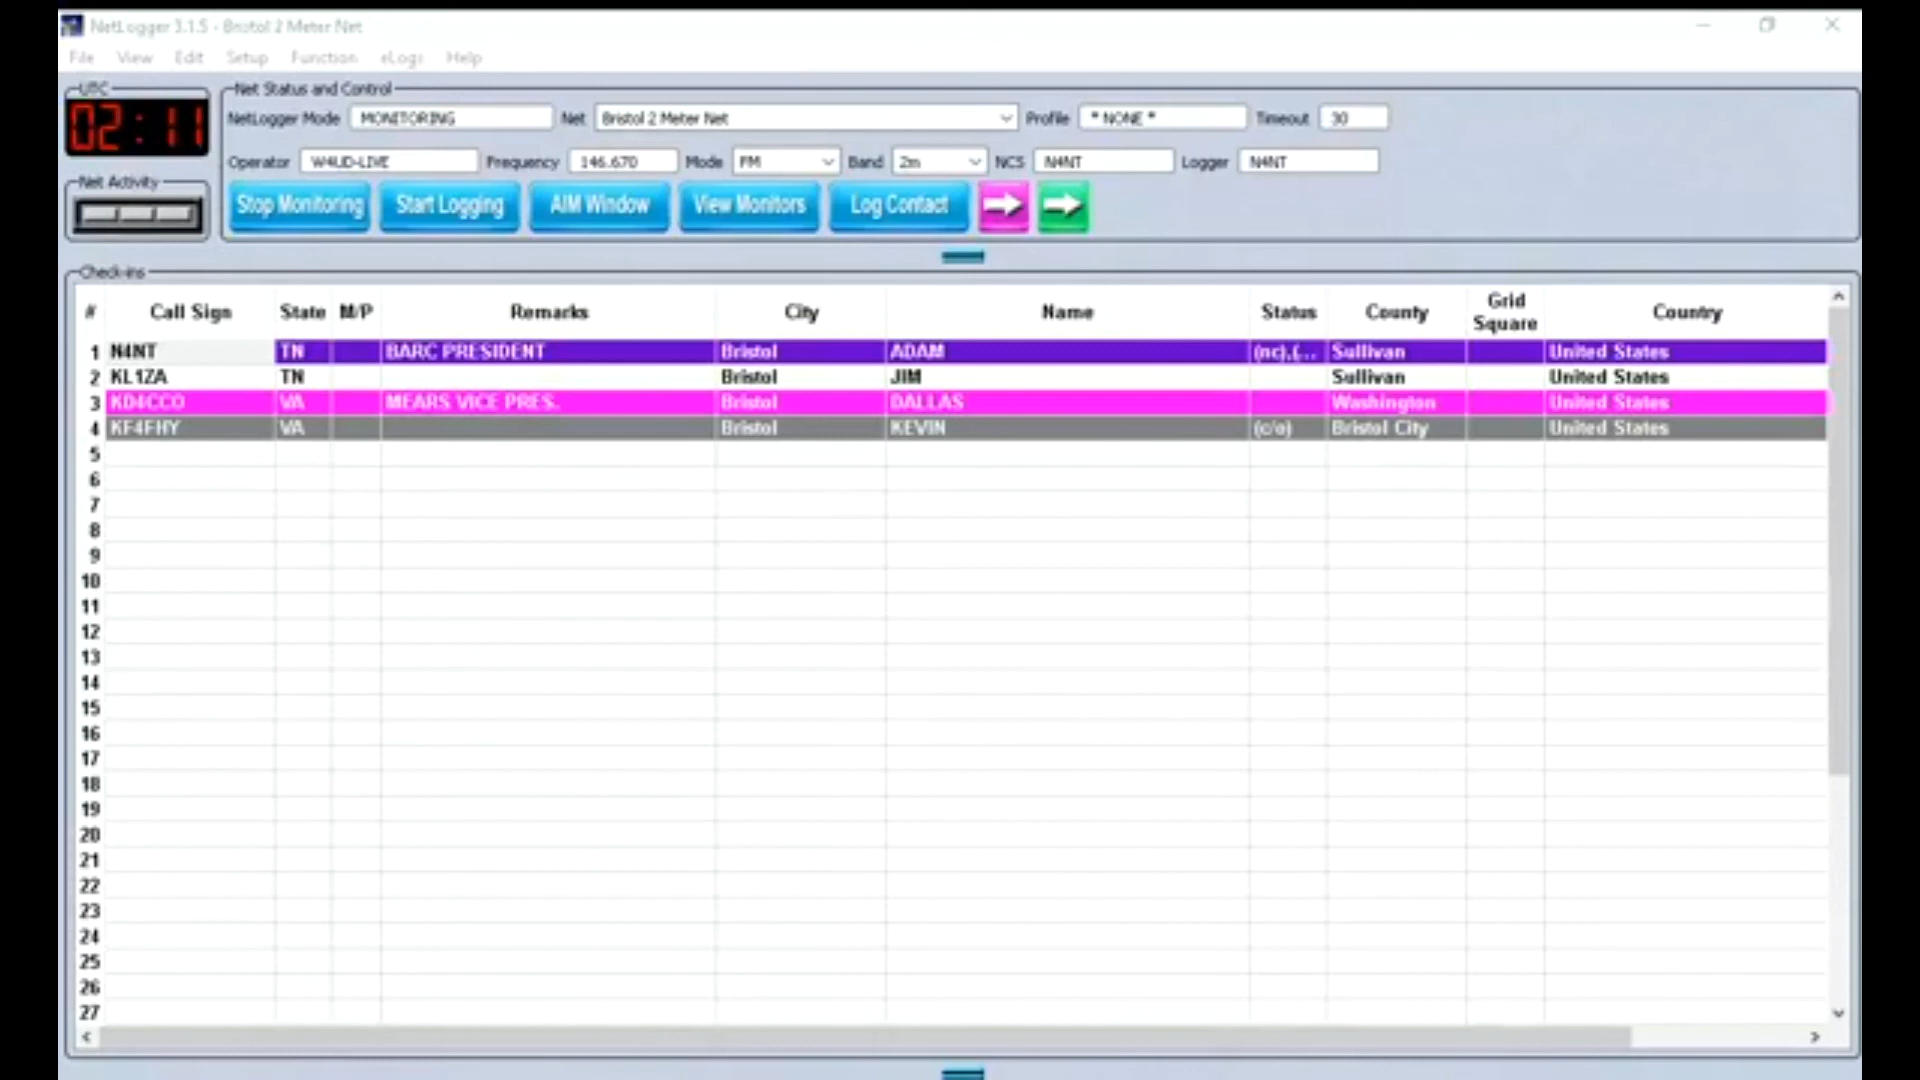 NetLogger 3.1.5 - Bristol 2 Meter Net
File View Edit Setup Function eLogs Help
UTC
02:11
Net Activity
Net Status and Control
NetLogger Mode MONITORING Net Bristol 2 Meter Net Profile * NONE * Timeout 30
Operator W4UD-LIVE Frequency 146.670 Mode FM Band 2m NCS N4NT Logger N4NT
Stop Monitoring Start Logging AIM Window View Monitors Log Contact
Check-ins
# Call Sign State M/P Remarks City Name Status County Grid Square Country
1 N4NT TN BARC PRESIDENT Bristol ADAM (nc),(... Sullivan United States
2 KL1ZA TN Bristol JIM Sullivan United States
3 KD4CCO VA MEARS VICE PRES. Bristol DALLAS Washington United States
4 KF4FHY VA Bristol KEVIN (c/o) Bristol City United States
5
6
7
8
9
10
11
12
13
14
15
16
17
18
19
20
21
22
23
24
25
26
27